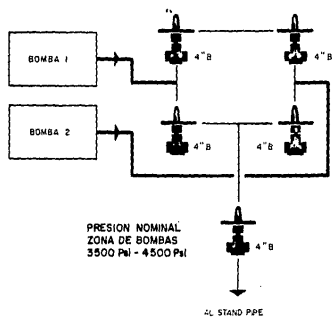 BOMBA 1
4" B
4" B
BOMBA 2
4" B
4" B
PRESION NOMINAL
ZONA DE BOMBAS
3500 Psi - 4500 Psi
4" B
AL STAND PIPE